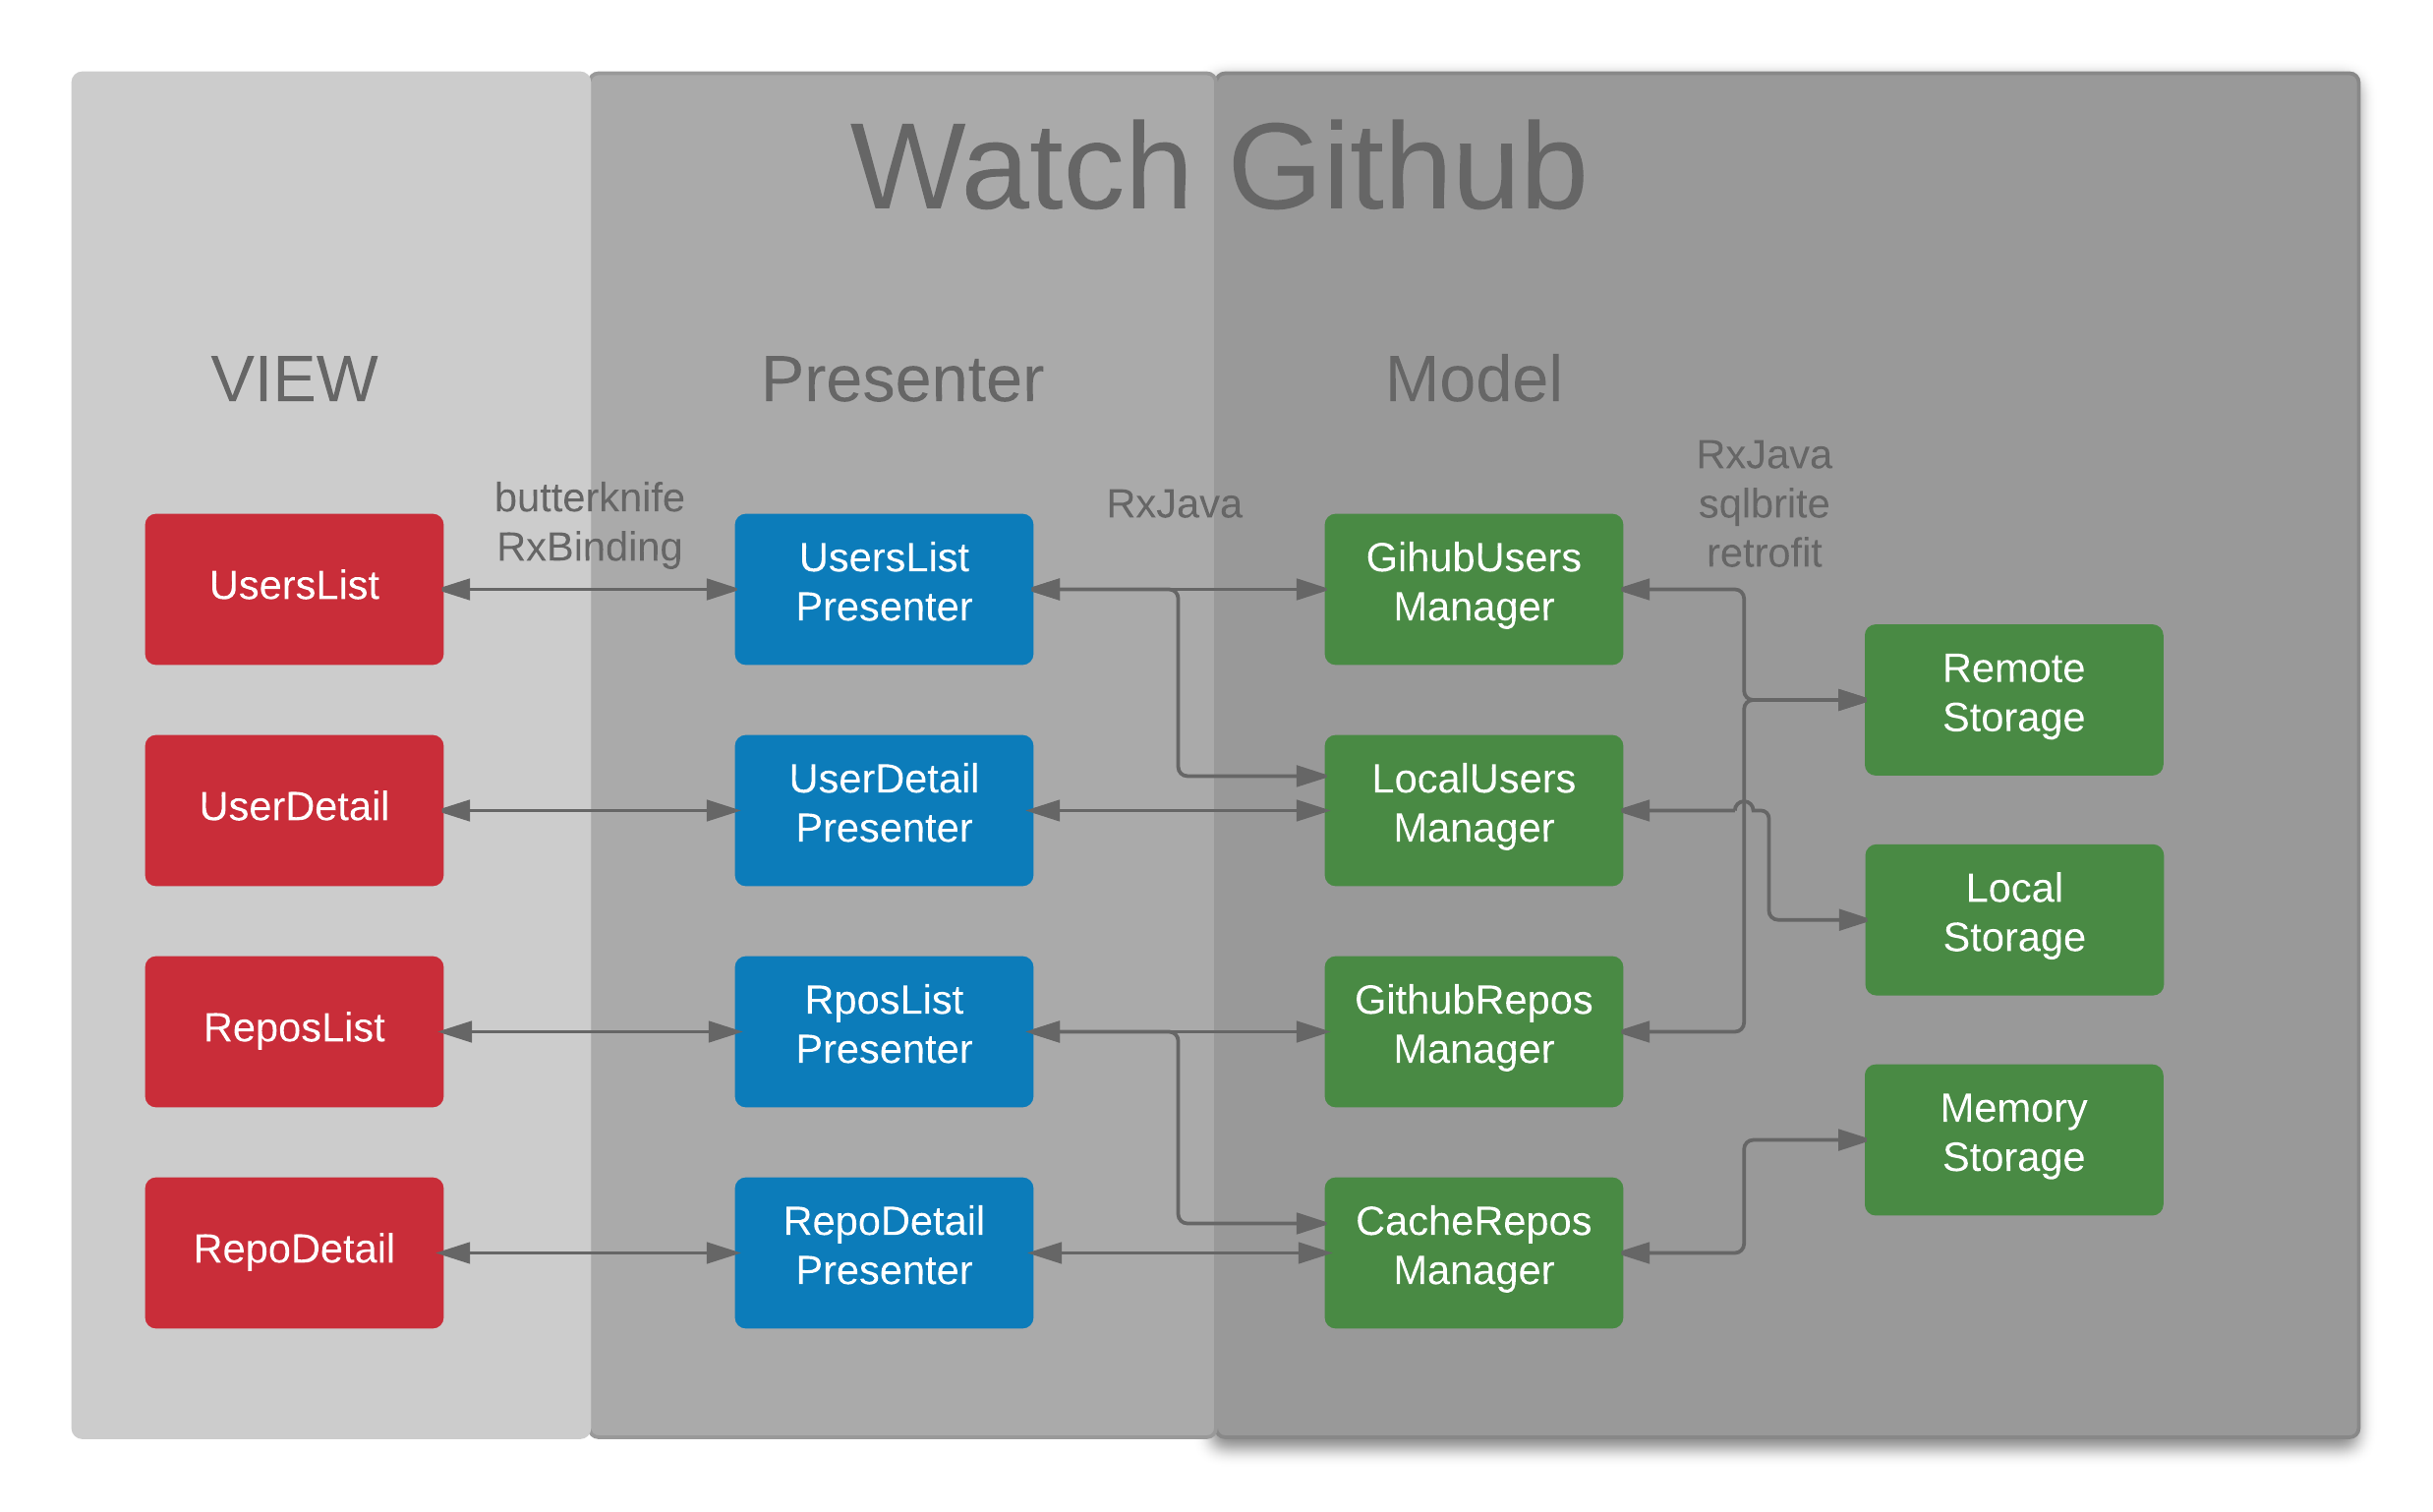 Watch Github
VIEW
Presenter
Model
butterknife
RxBinding
RxJava
RxJava
sqlbrite
retrofit
UsersList
UsersList
Presenter
GihubUsers
Manager
Remote
Storage
UserDetail
UserDetail
Presenter
LocalUsers
Manager
Local
Storage
ReposList
RposList
Presenter
GithubRepos
Manager
Memory
Storage
RepoDetail
RepoDetail
Presenter
CacheRepos
Manager